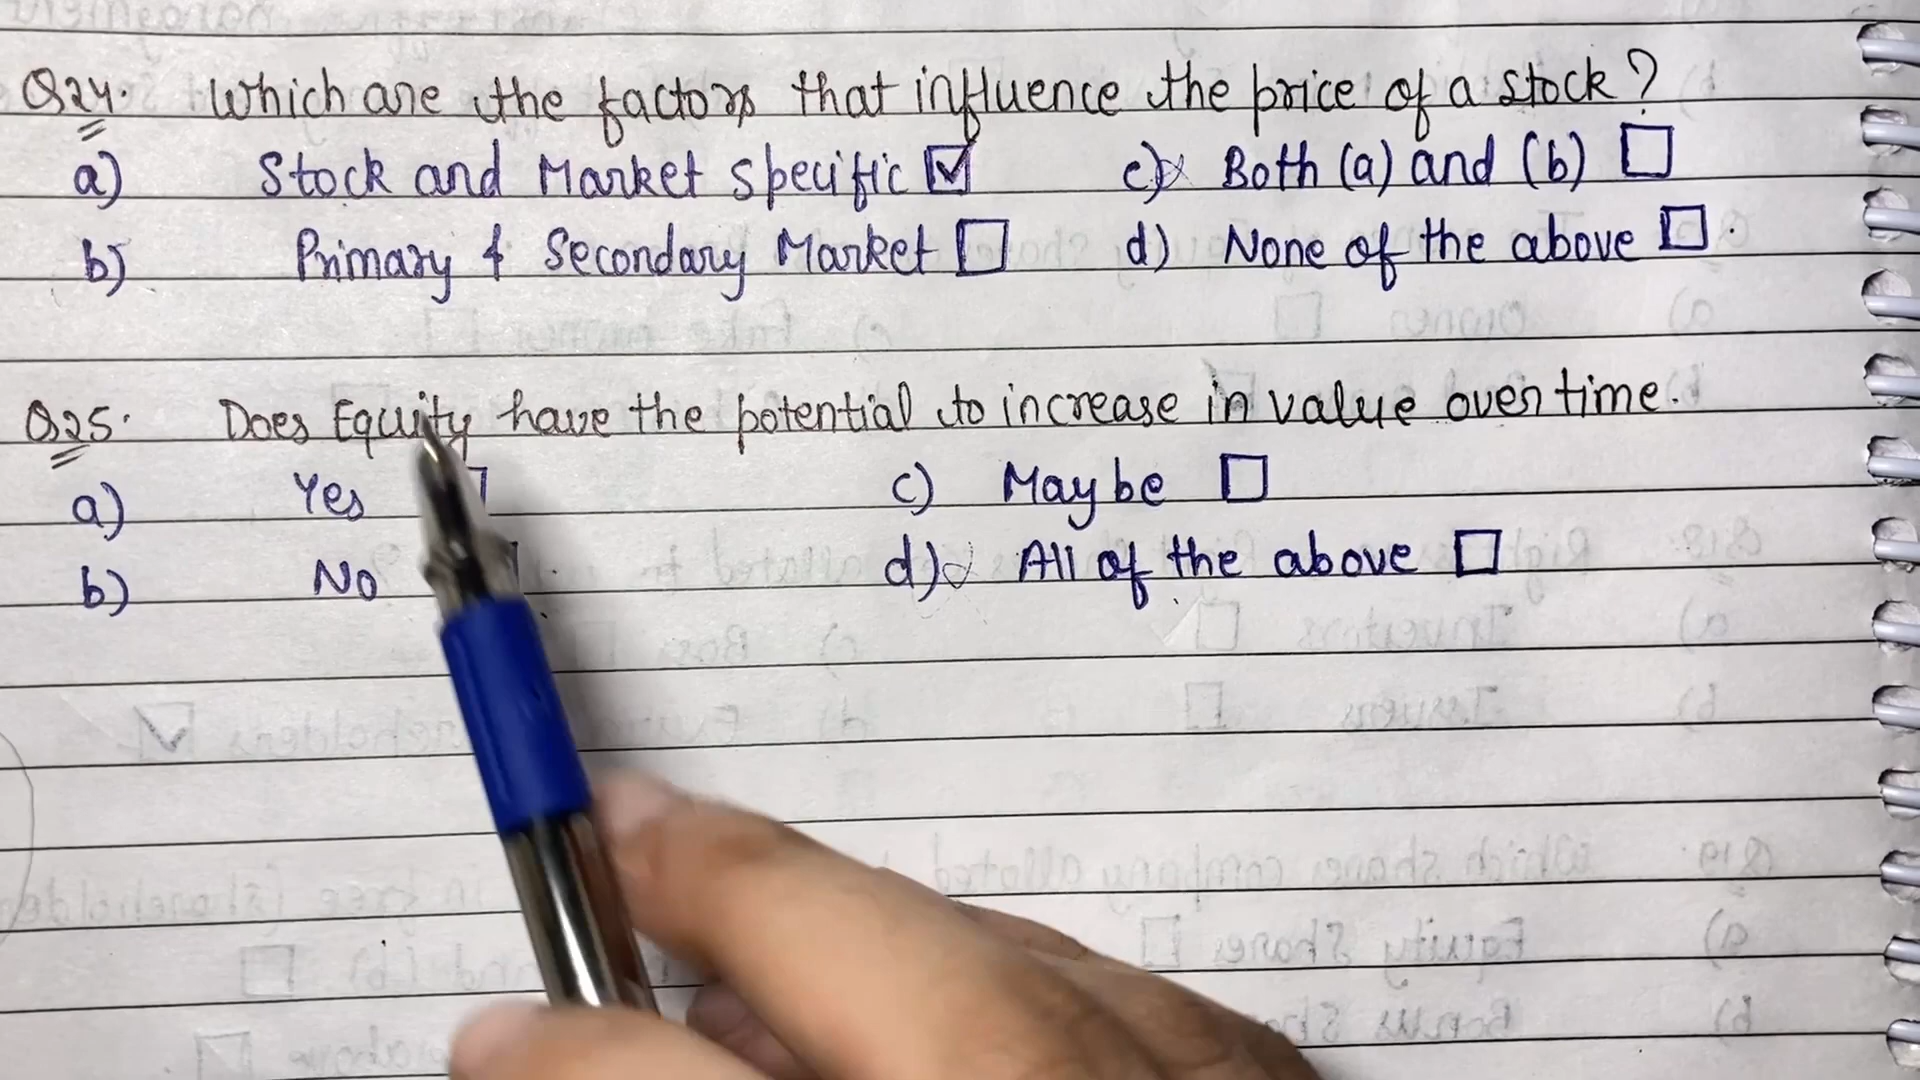 Q24. Which are the factors that influence the price of a stock?
a) Stock and Market specific ☑ c) Both (a) and (b) ☐
b) Primary & Secondary Market ☐ d) None of the above ☐.
Q25. Does Equity have the potential to increase in value over time.
a) Yes c) May be ☐
b) No d) All of the above ☐